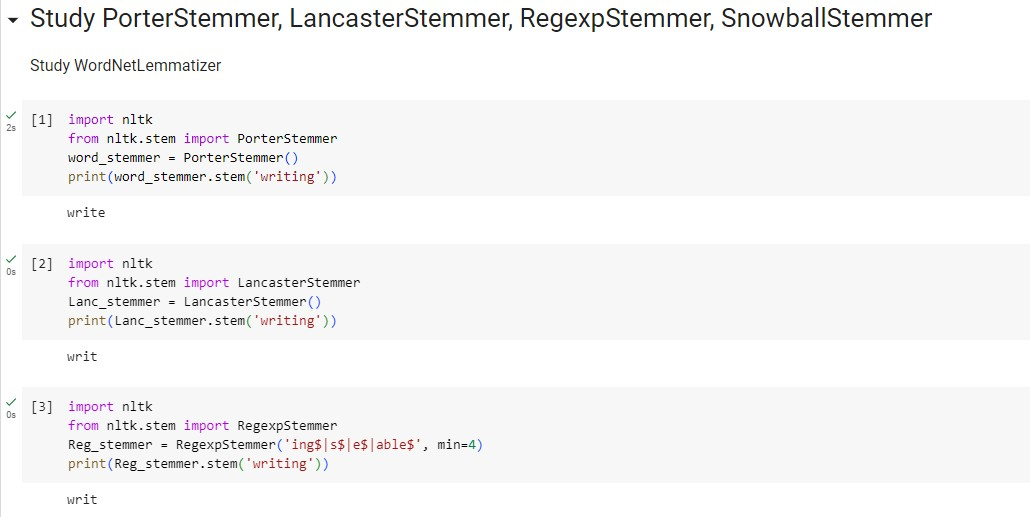 Study PorterStemmer, LancasterStemmer, RegexpStemmer, SnowballStemmer
Study WordNetLemmatizer
2s
[1] import nltk
from nltk.stem import PorterStemmer
word_stemmer = PorterStemmer()
print(word_stemmer.stem('writing'))
write
0s
[2] import nltk
from nltk.stem import LancasterStemmer
Lanc_stemmer = LancasterStemmer()
print(Lanc_stemmer.stem('writing'))
writ
0s
[3] import nltk
from nltk.stem import RegexpStemmer
Reg_stemmer = RegexpStemmer('ing$|s$|e$|able$', min=4)
print(Reg_stemmer.stem('writing'))
writ